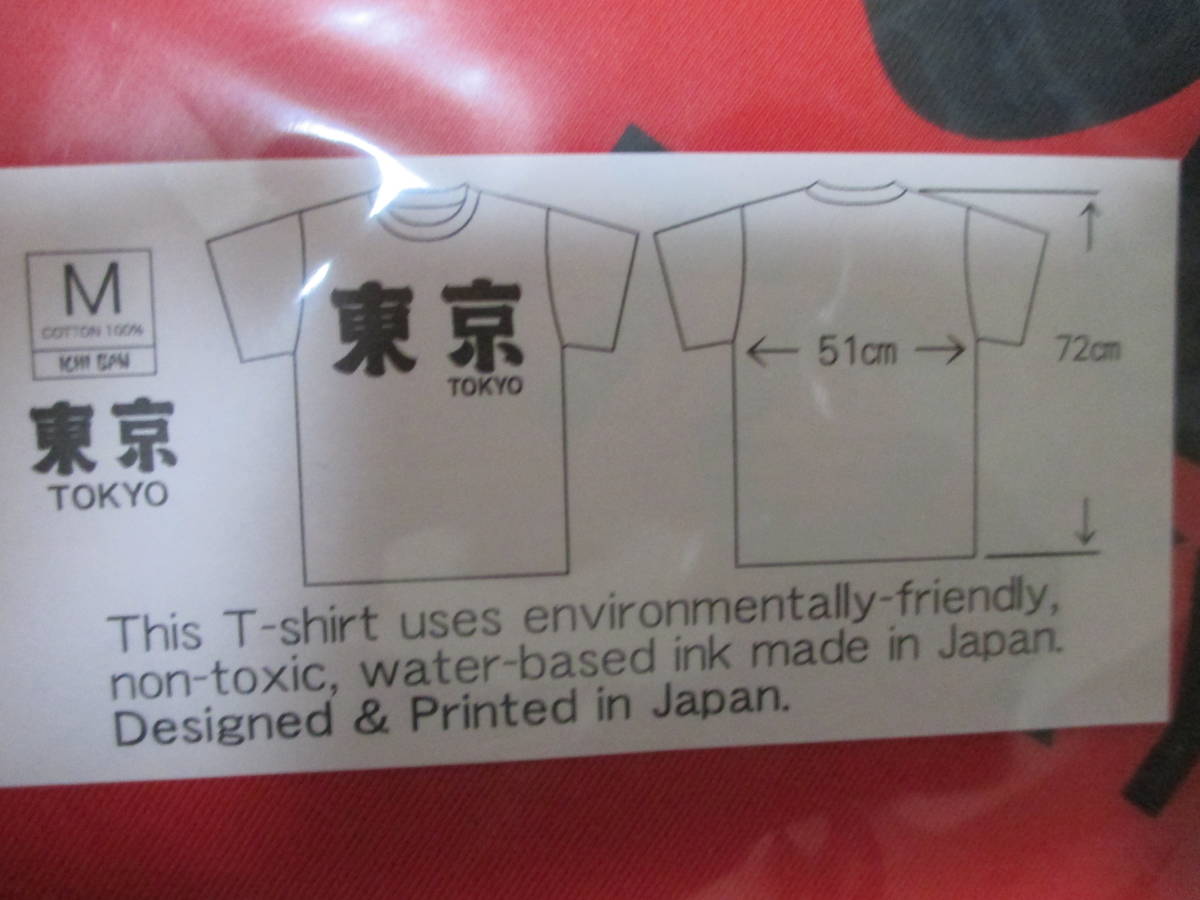 M
COTTON 100%
東京
TOKYO
東京
TOKYO
51cm
72cm
This T-shirt uses environmentally-friendly,
non-toxic, water-based ink made in Japan.
Designed & Printed in Japan.